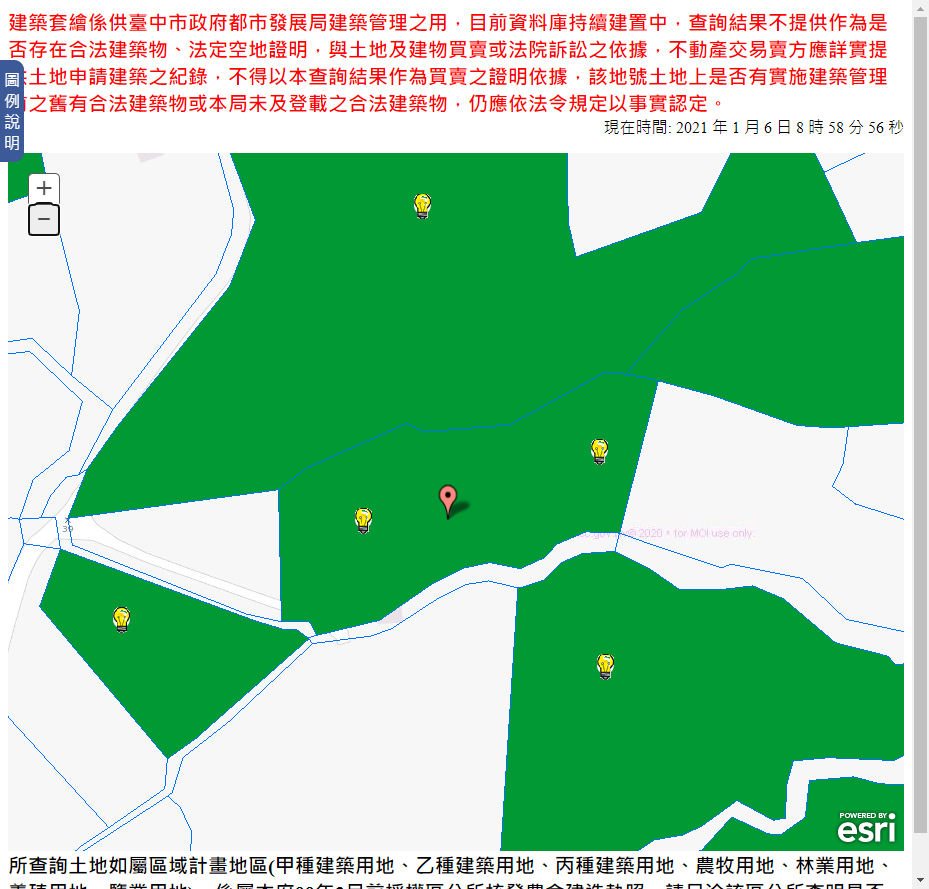 建築套繪係供臺中市政府都市發展局建築管理之用，目前資料庫持續建置中，查詢結果不提供作為是
否存在合法建築物、法定空地證明，與土地及建物買賣或法院訴訟之依據，不動產交易賣方應詳實提
土地申請建築之紀錄，不得以本查詢結果作為買賣之證明依據，該地號土地上是否有實施建築管理
之舊有合法建築物或本局未及登載之合法建築物，仍應依法令規定以事實認定。
圖例說明
現在時間: 2021 年 1 月 6 日 8 時 58 分 56 秒
+
−
39
.gov. © 2020，for MOI use only.
POWERED BY
esri
所查詢土地如屬區域計畫地區(甲種建築用地、乙種建築用地、丙種建築用地、農牧用地、林業用地、